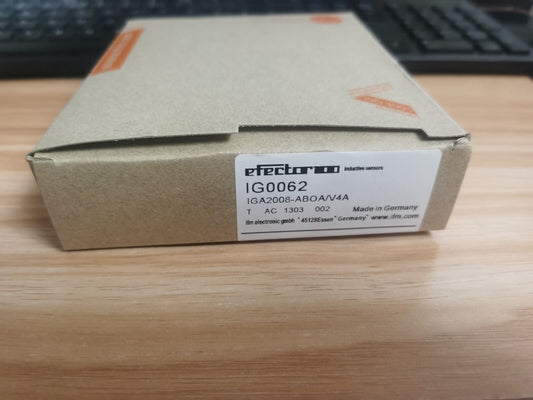 efector100 inductive sensors
IG0062
IGA2008-ABOA/V4A
T AC 1303 002 Made in Germany
ifm electronic gmbh * 45128Essen * Germany * www.ifm.com